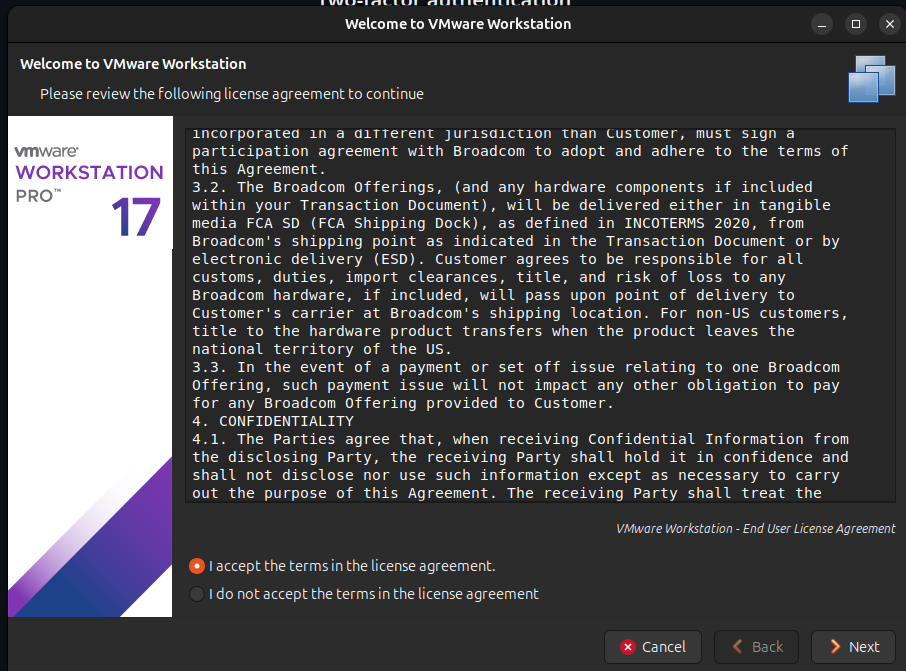 Two-factor authentication
Welcome to VMware Workstation
Welcome to VMware Workstation
Please review the following license agreement to continue
vmware®
WORKSTATION
PRO™
17
incorporated in a different jurisdiction than Customer, must sign a
participation agreement with Broadcom to adopt and adhere to the terms of
this Agreement.
3.2. The Broadcom Offerings, (and any hardware components if included
within your Transaction Document), will be delivered either in tangible
media FCA SD (FCA Shipping Dock), as defined in INCOTERMS 2020, from
Broadcom's shipping point as indicated in the Transaction Document or by
electronic delivery (ESD). Customer agrees to be responsible for all
customs, duties, import clearances, title, and risk of loss to any
Broadcom hardware, if included, will pass upon point of delivery to
Customer's carrier at Broadcom's shipping location. For non-US customers,
title to the hardware product transfers when the product leaves the
national territory of the US.
3.3. In the event of a payment or set off issue relating to one Broadcom
Offering, such payment issue will not impact any other obligation to pay
for any Broadcom Offering provided to Customer.
4. CONFIDENTIALITY
4.1. The Parties agree that, when receiving Confidential Information from
the disclosing Party, the receiving Party shall hold it in confidence and
shall not disclose nor use such information except as necessary to carry
out the purpose of this Agreement. The receiving Party shall treat the
VMware Workstation - End User License Agreement
I accept the terms in the license agreement.
I do not accept the terms in the license agreement
Cancel
Back
Next